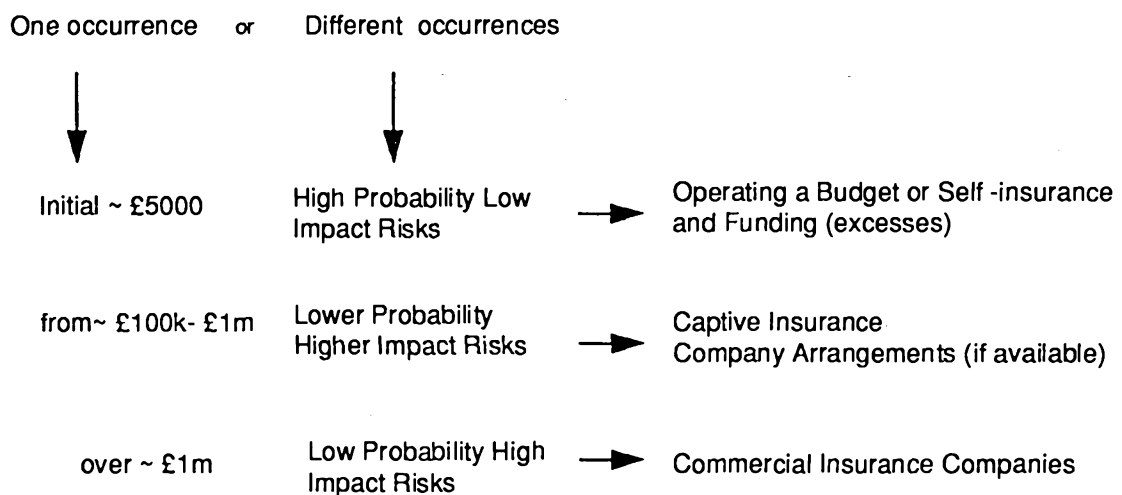 One occurrence or Different occurrences
Initial ~ £5000
High Probability Low
Impact Risks
Operating a Budget or Self -insurance
and Funding (excesses)
from~ £100k- £1m
Lower Probability
Higher Impact Risks
Captive Insurance
Company Arrangements (if available)
over ~ £1m
Low Probability High
Impact Risks
Commercial Insurance Companies